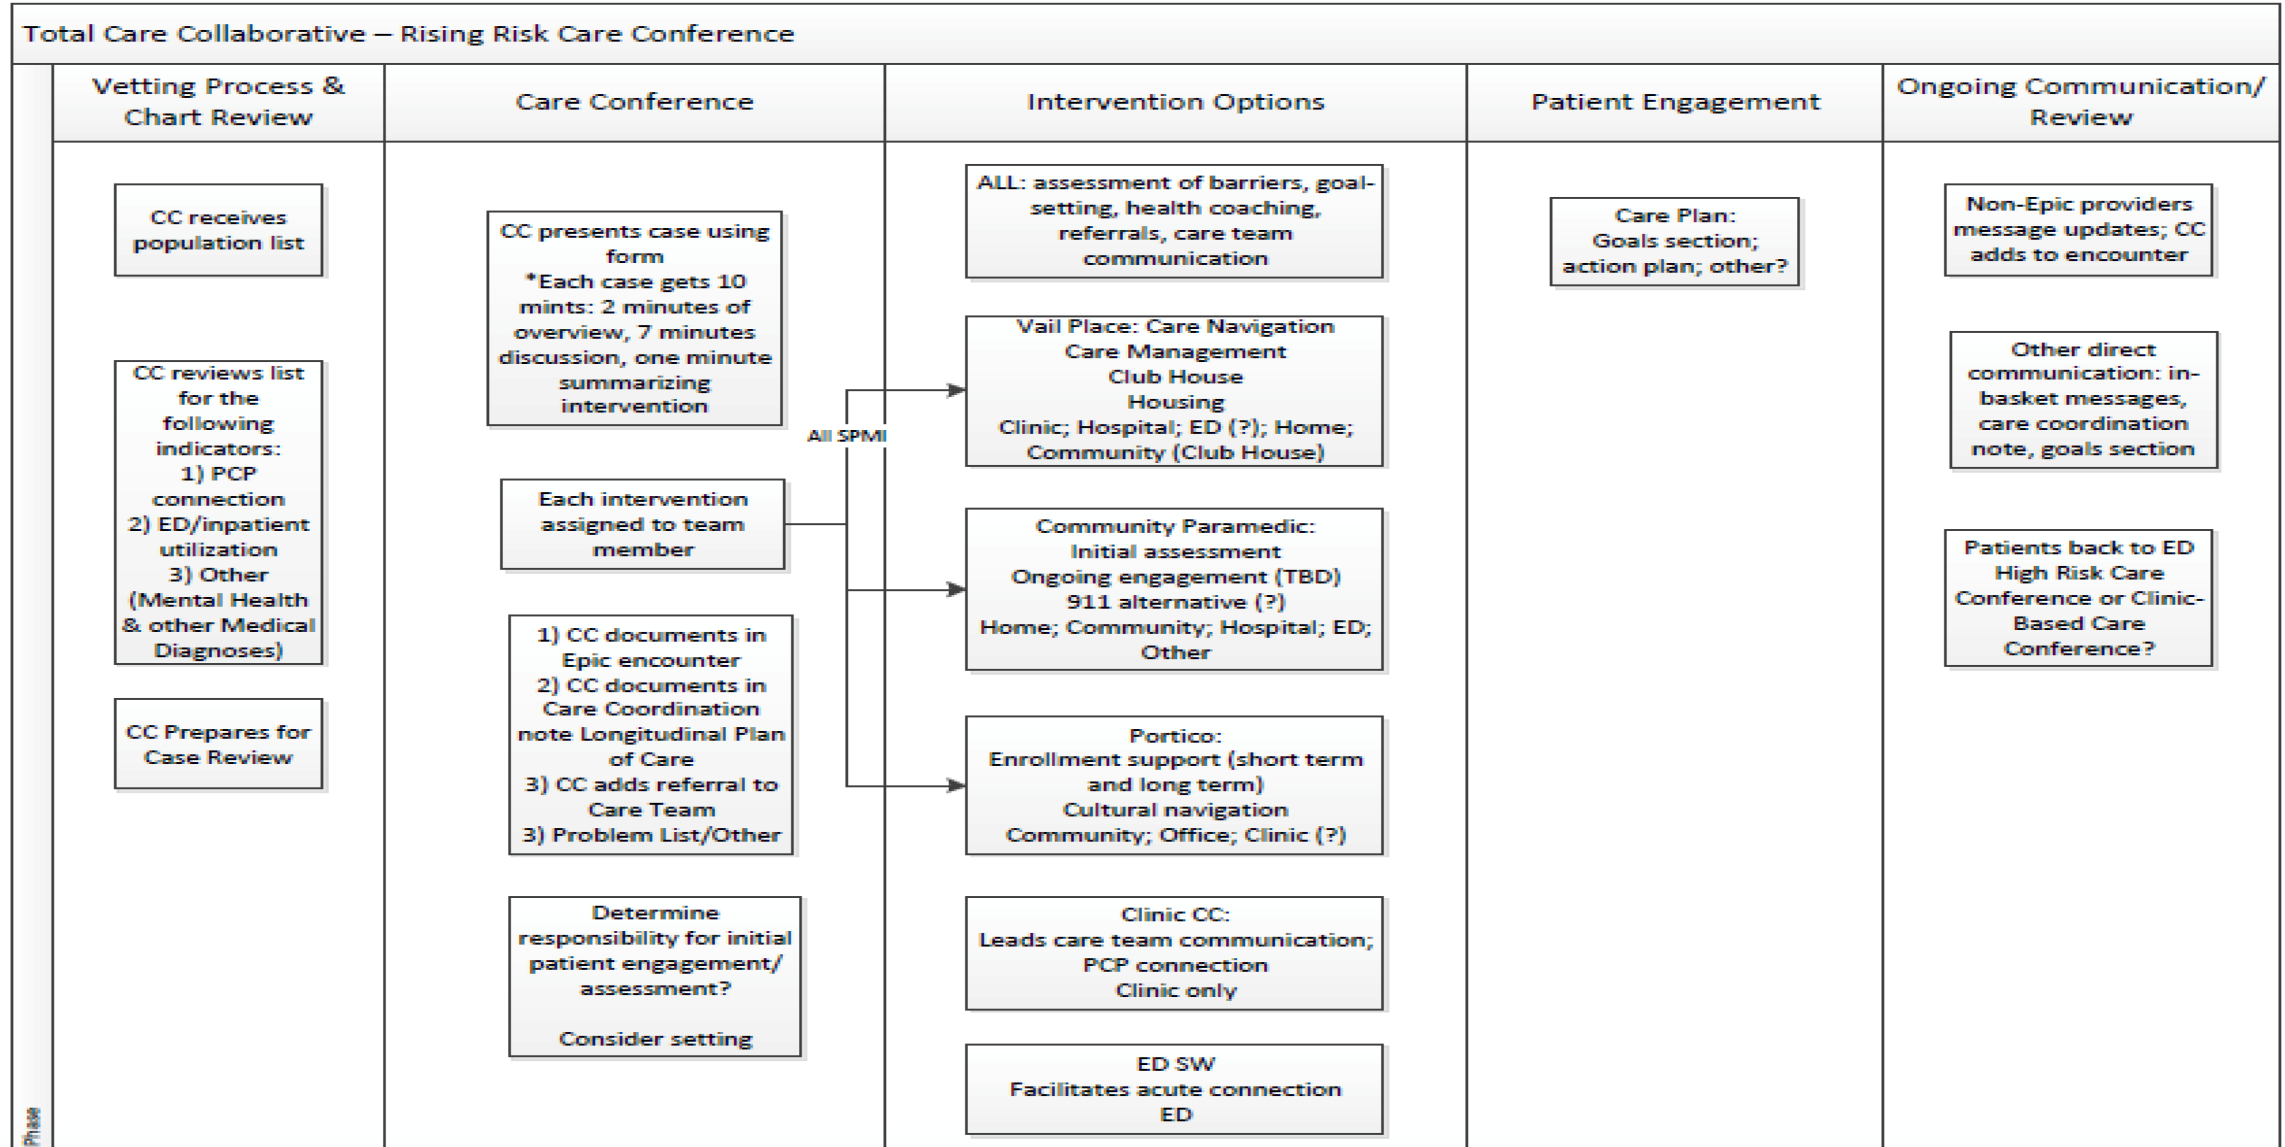 Total Care Collaborative – Rising Risk Care Conference
Vetting Process &
Chart Review
Care Conference
Intervention Options
Patient Engagement
Ongoing Communication/
Review
CC receives
population list
CC reviews list
for the
following
indicators:
1) PCP
connection
2) ED/inpatient
utilization
3) Other
(Mental Health
& other Medical
Diagnoses)
CC Prepares for
Case Review
CC presents case using
form
*Each case gets 10
mints: 2 minutes of
overview, 7 minutes
discussion, one minute
summarizing
intervention
Each intervention
assigned to team
member
1) CC documents in
Epic encounter
2) CC documents in
Care Coordination
note Longitudinal Plan
of Care
3) CC adds referral to
Care Team
3) Problem List/Other
Determine
responsibility for initial
patient engagement/
assessment?
Consider setting
All SPMI
ALL: assessment of barriers, goal-
setting, health coaching,
referrals, care team
communication
Vail Place: Care Navigation
Care Management
Club House
Housing
Clinic; Hospital; ED (?); Home;
Community (Club House)
Community Paramedic:
Initial assessment
Ongoing engagement (TBD)
911 alternative (?)
Home; Community; Hospital; ED;
Other
Portico:
Enrollment support (short term
and long term)
Cultural navigation
Community; Office; Clinic (?)
Clinic CC:
Leads care team communication;
PCP connection
Clinic only
ED SW
Facilitates acute connection
ED
Care Plan:
Goals section;
action plan; other?
Non-Epic providers
message updates; CC
adds to encounter
Other direct
communication: in-
basket messages,
care coordination
note, goals section
Patients back to ED
High Risk Care
Conference or Clinic-
Based Care
Conference?
Phase